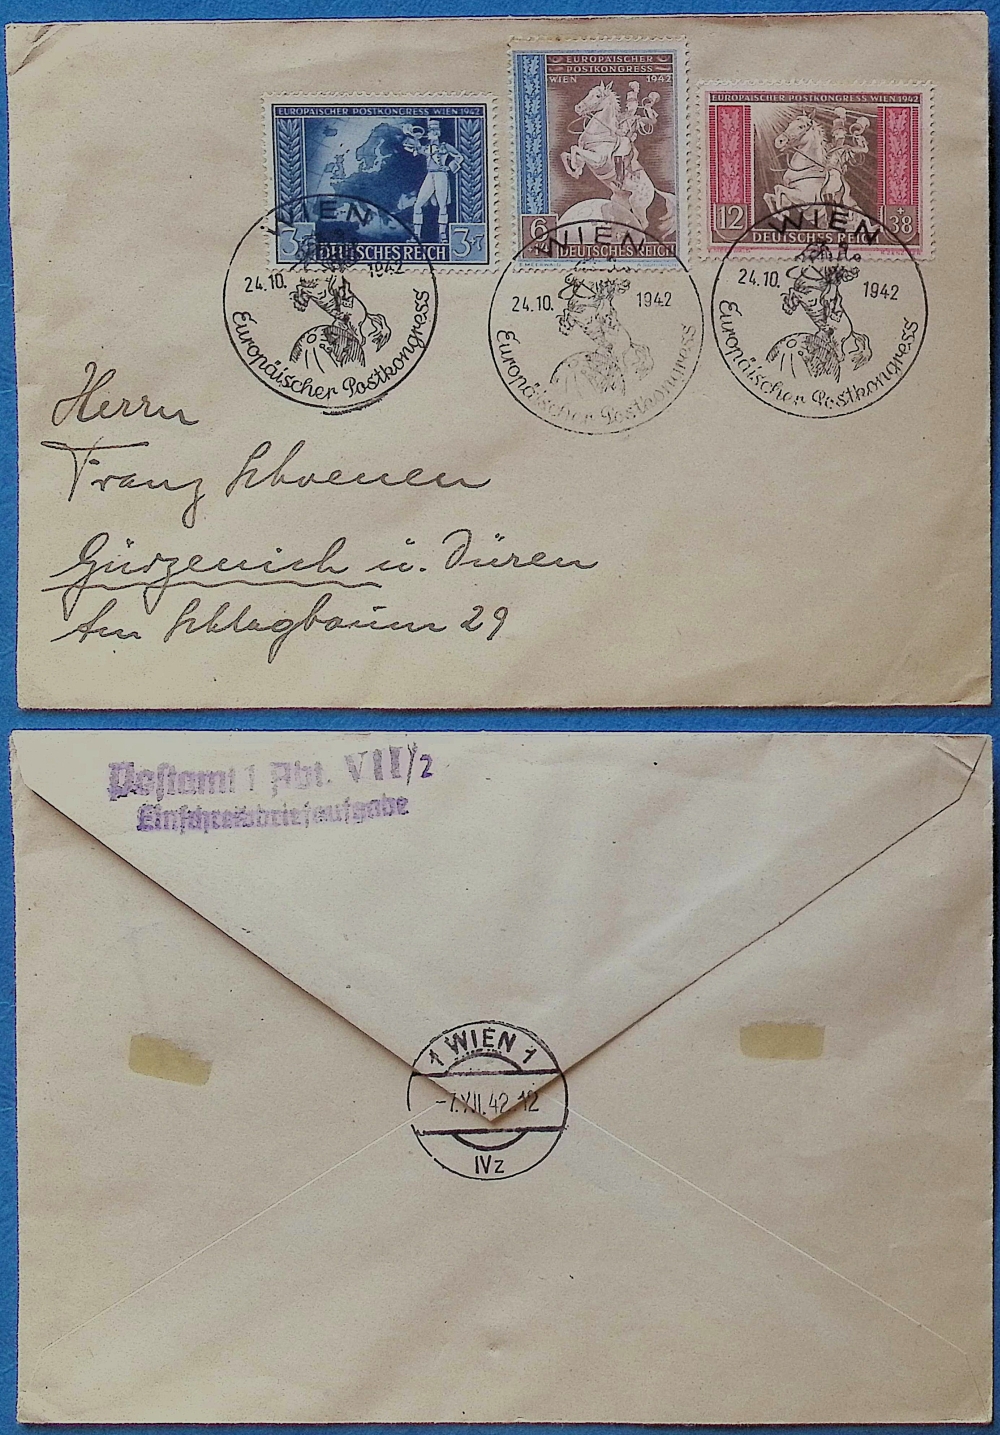 EUROPÄISCHER POSTKONGRESS WIEN 1942
3 + 7
DEUTSCHES REICH
EUROPÄISCHER
POSTKONGRESS
WIEN 1942
6
DEUTSCHES REICH
EUROPÄISCHER POSTKONGRESS WIEN 1942
12 + 38
DEUTSCHES REICH
WIEN
24.10. 1942
Europäischer Postkongress
WIEN
24.10. 1942
Europäischer Postkongress
WIEN
24.10. 1942
Europäischer Postkongress
Herrn
Franz Schoenen
Gürzenich ü. Düren
Am Schlagbaum 29
Postamt 1 Abt. VII/2
Einschreibbriefaufgabe
1 WIEN 1
-7.XII.42.12
IVz